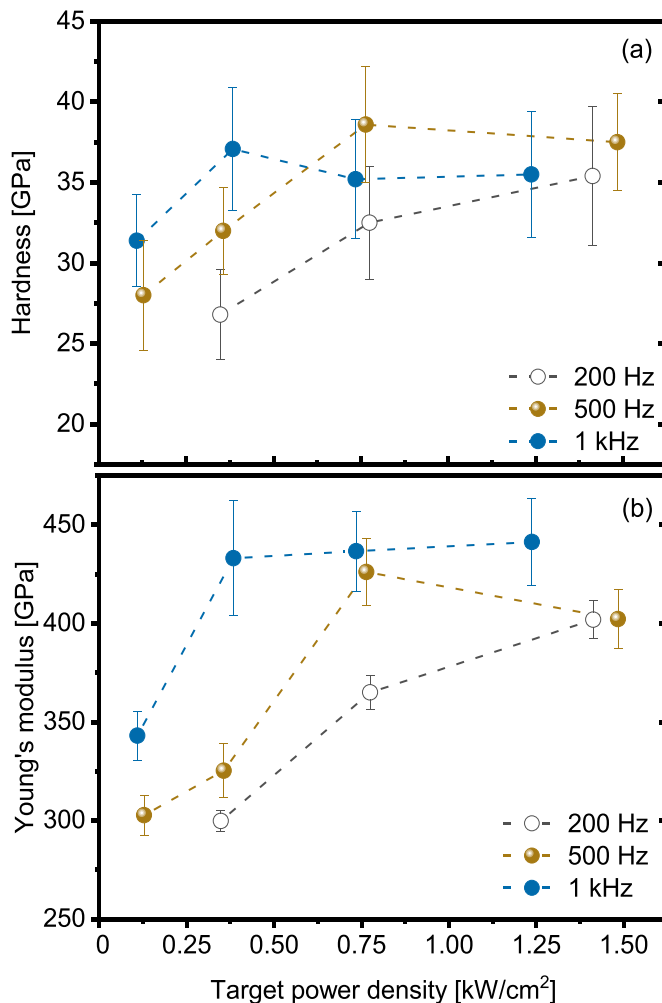 45
(a)
40
35
30
25
20
Hardness [GPa]
200 Hz
500 Hz
1 kHz
(b)
450
400
350
300
250
Young's modulus [GPa]
200 Hz
500 Hz
1 kHz
0 0.25 0.50 0.75 1.00 1.25 1.50
Target power density [kW/cm²]